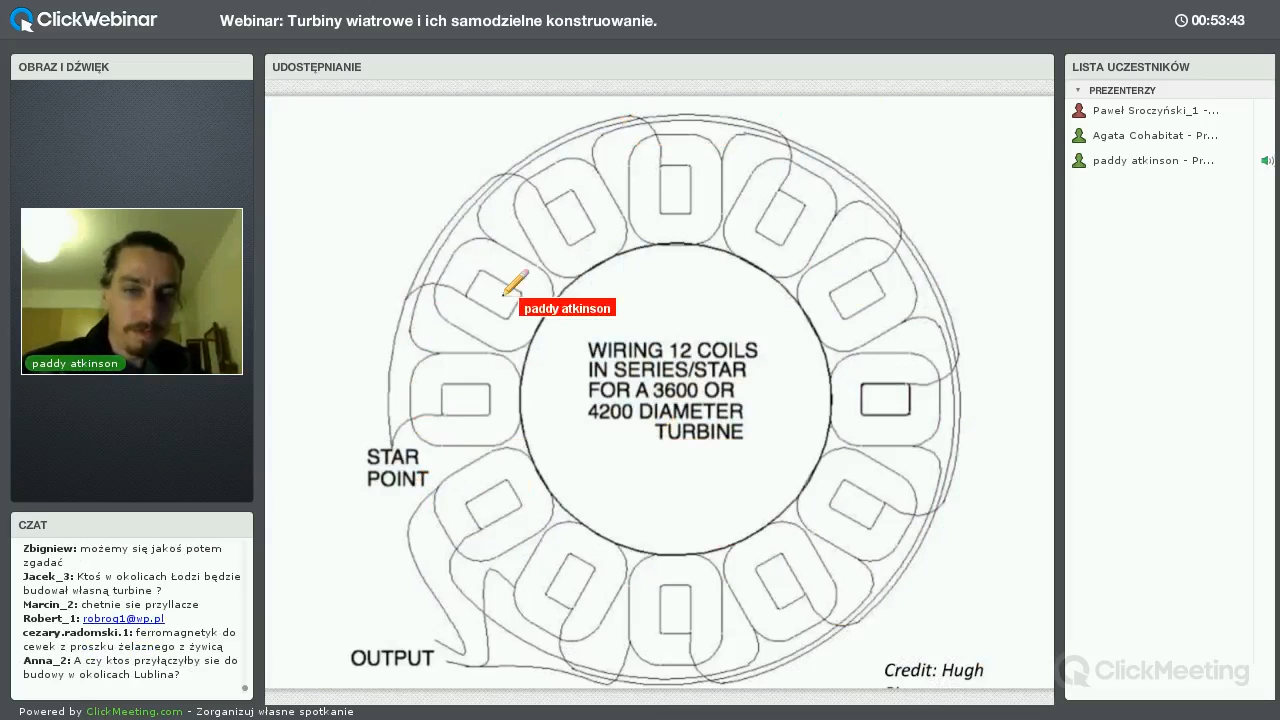 ClickWebinar
Webinar: Turbiny wiatrowe i ich samodzielne konstruowanie.
00:53:43
OBRAZ I DŹWIĘK
paddy atkinson
CZAT
Zbigniew: możemy się jakoś potem
zgadać
Jacek_3: Ktoś w okolicach Łodzi będzie
budował własną turbine ?
Marcin_2: chetnie sie przyllacze
Robert_1: robrog1@wp.pl
cezary.radomski.1: ferromagnetyk do
cewek z proszku żelaznego z żywicą
Anna_2: A czy ktos przyłączyłby sie do
budowy w okolicach Lublina?
UDOSTĘPNIANIE
paddy atkinson
WIRING 12 COILS
IN SERIES/STAR
FOR A 3600 OR
4200 DIAMETER
TURBINE
STAR
POINT
OUTPUT
Credit: Hugh
LISTA UCZESTNIKÓW
PREZENTERZY
Paweł Sroczyński_1 -...
Agata Cohabitat - Pr...
paddy atkinson - Pr...
ClickMeeting
Powered by ClickMeeting.com - Zorganizuj własne spotkanie